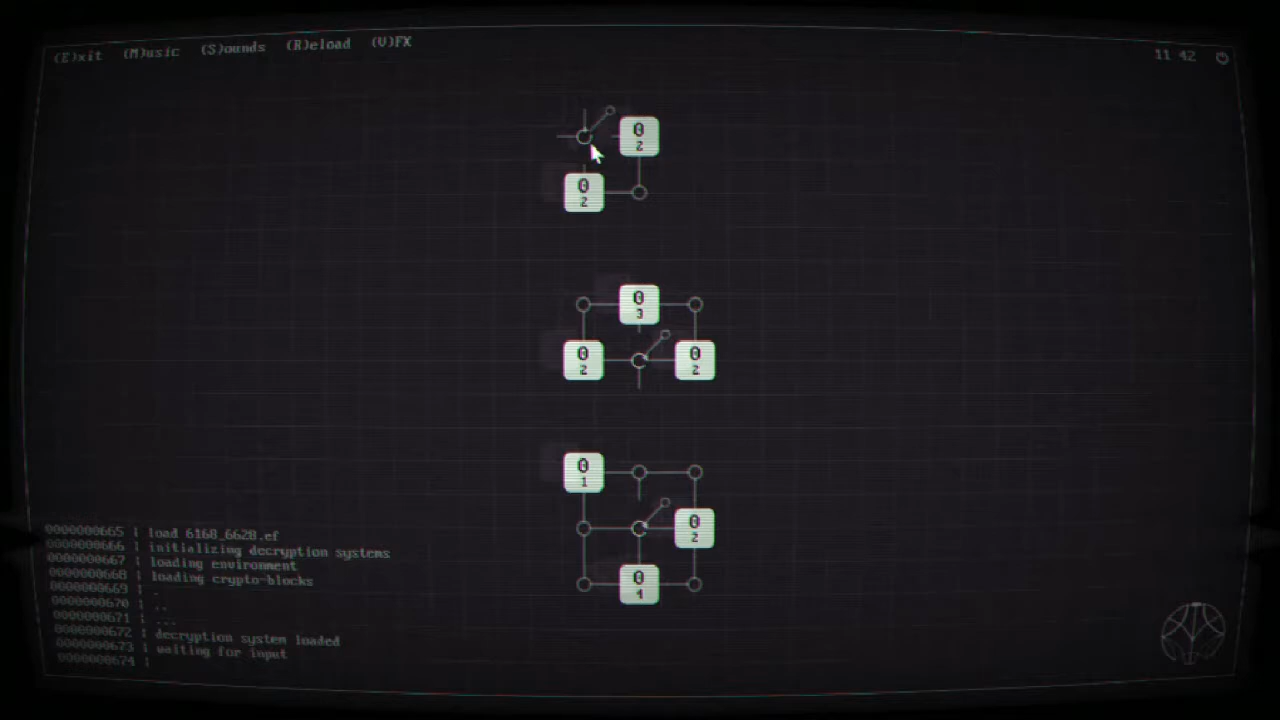 (E)xit (M)usic (S)ounds (R)eload (V)FX 11 42
0
2
0
2
0
3
0
2
0
2
0
1
0
2
0
4
0000000665 | load 6168_6628.ef
0000000666 | initializing decryption systems
0000000667 | loading environment
0000000668 | loading crypto-blocks
0000000669 | .
0000000670 | ..
0000000671 | ...
0000000672 | decryption system loaded
0000000673 | waiting for input
0000000674 |